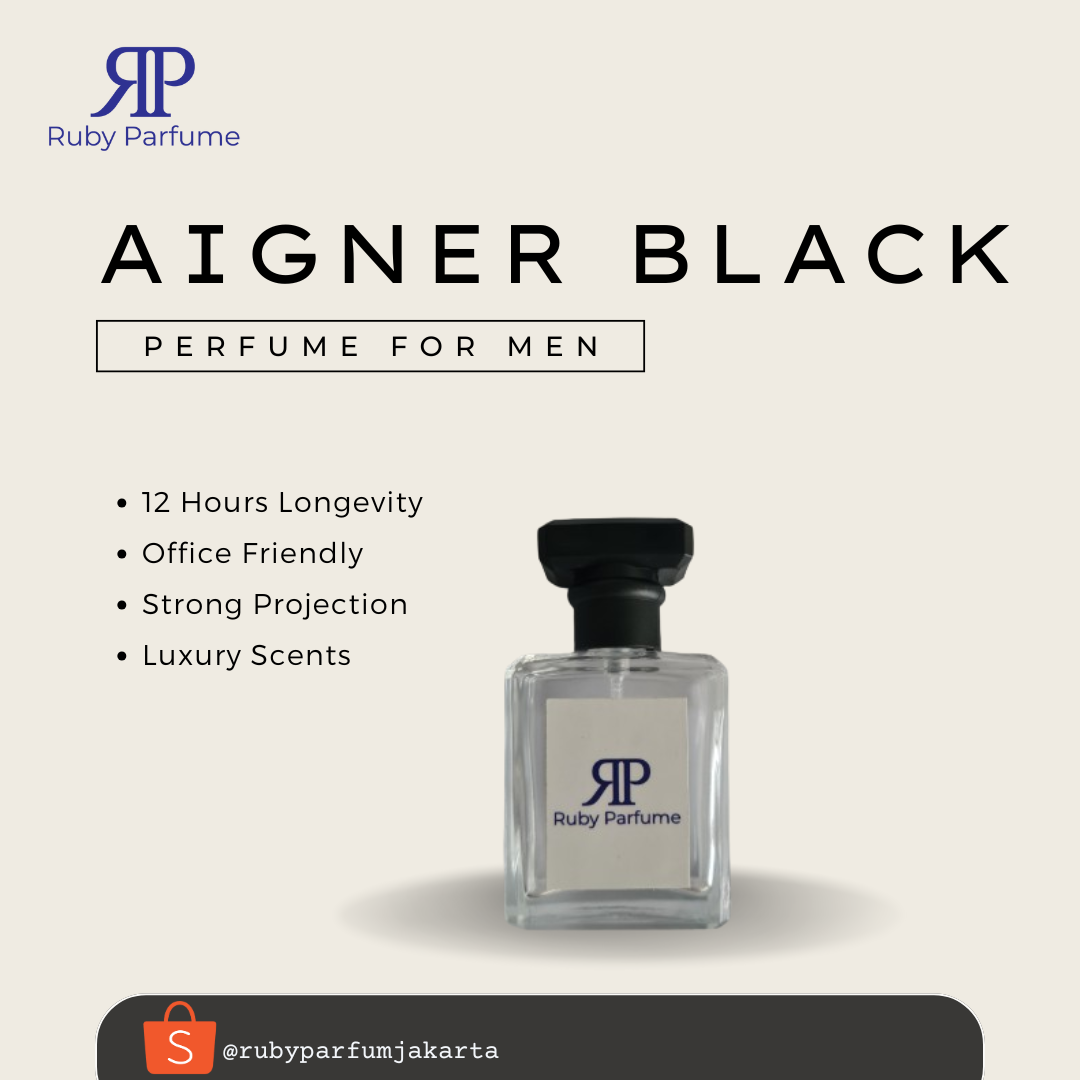 RP
Ruby Parfume
AIGNER BLACK
PERFUME FOR MEN
• 12 Hours Longevity
• Office Friendly
• Strong Projection
• Luxury Scents
RP
Ruby Parfume
S
@rubyparfumjakarta